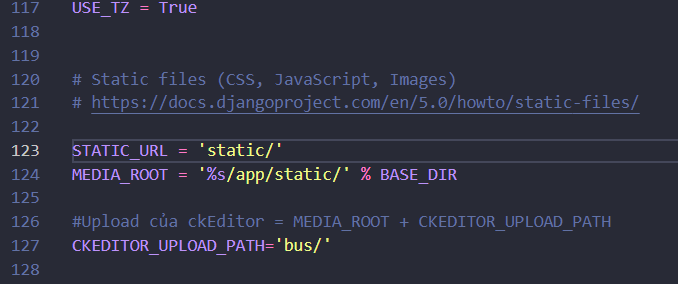 117 USE_TZ = True
118
119
120 # Static files (CSS, JavaScript, Images)
121 # https://docs.djangoproject.com/en/5.0/howto/static-files/
122
123 STATIC_URL = 'static/'
124 MEDIA_ROOT = '%s/app/static/' % BASE_DIR
125
126 #Upload của ckEditor = MEDIA_ROOT + CKEDITOR_UPLOAD_PATH
127 CKEDITOR_UPLOAD_PATH='bus/'
128